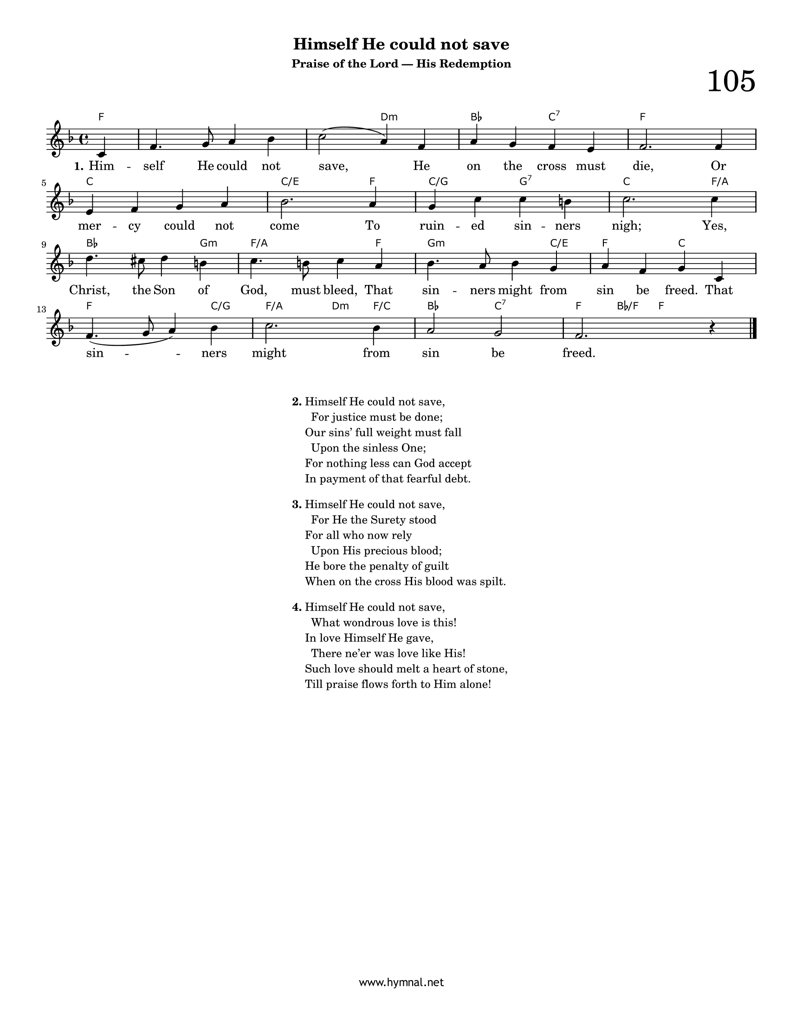 Himself He could not save
Praise of the Lord — His Redemption
105
F Dm B♭ C7 F
1. Him - self He could not save, He on the cross must die, Or
5 C C/E F C/G G7 C F/A
mer - cy could not come To ruin - ed sin - ners nigh; Yes,
9 B♭ Gm F/A F Gm C/E F C
Christ, the Son of God, must bleed, That sin - ners might from sin be freed. That
13 F C/G F/A Dm F/C B♭ C7 F B♭/F F
sin - - ners might from sin be freed.
2. Himself He could not save,
For justice must be done;
Our sins’ full weight must fall
Upon the sinless One;
For nothing less can God accept
In payment of that fearful debt.
3. Himself He could not save,
For He the Surety stood
For all who now rely
Upon His precious blood;
He bore the penalty of guilt
When on the cross His blood was spilt.
4. Himself He could not save,
What wondrous love is this!
In love Himself He gave,
There ne’er was love like His!
Such love should melt a heart of stone,
Till praise flows forth to Him alone!
www.hymnal.net